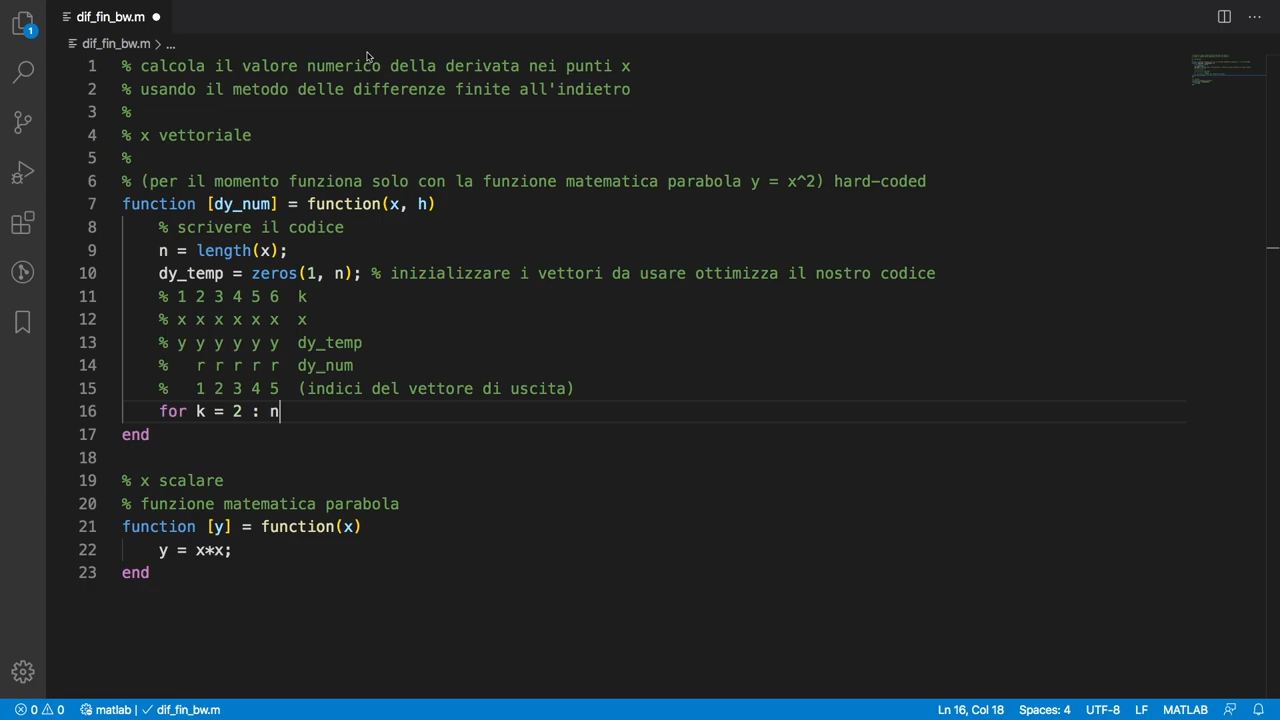 dif_fin_bw.m
dif_fin_bw.m > ...
1 % calcola il valore numerico della derivata nei punti x
2 % usando il metodo delle differenze finite all'indietro
3 %
4 % x vettoriale
5 %
6 % (per il momento funziona solo con la funzione matematica parabola y = x^2) hard-coded
7 function [dy_num] = function(x, h)
8 % scrivere il codice
9 n = length(x);
10 dy_temp = zeros(1, n); % inizializzare i vettori da usare ottimizza il nostro codice
11 % 1 2 3 4 5 6 k
12 % x x x x x x x
13 % y y y y y y dy_temp
14 % r r r r r dy_num
15 % 1 2 3 4 5 (indici del vettore di uscita)
16 for k = 2 : n
17 end
18
19 % x scalare
20 % funzione matematica parabola
21 function [y] = function(x)
22 y = x*x;
23 end
1
0 0 matlab | ✓ dif_fin_bw.m Ln 16, Col 18 Spaces: 4 UTF-8 LF MATLAB